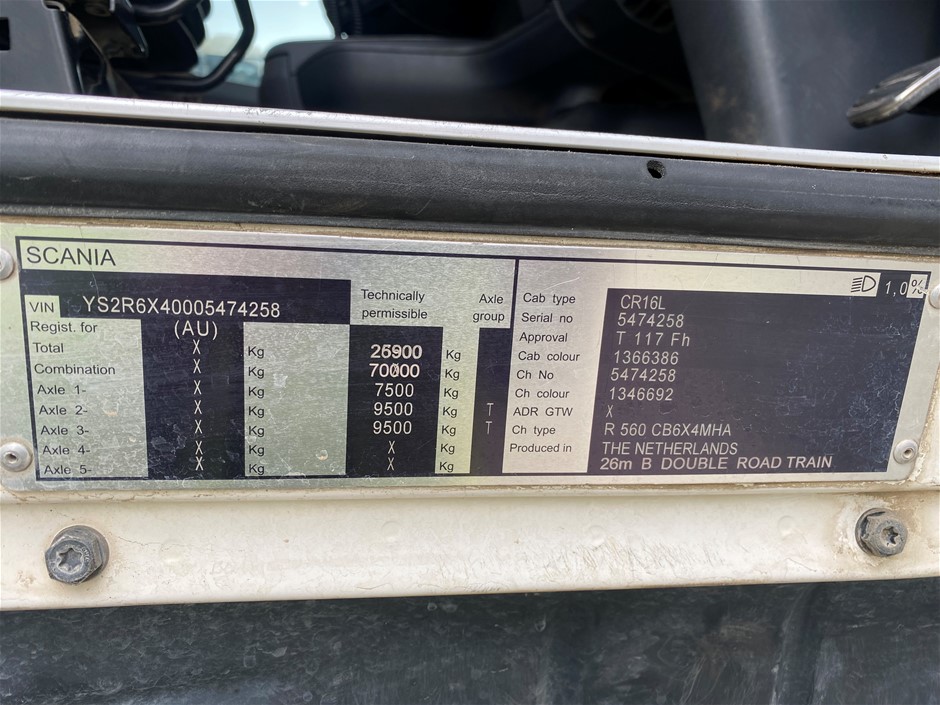 SCANIA
1,0%
VIN YS2R6X40005474258
Technically permissible
Axle group
Regist. for (AU)
Total X Kg 26900 Kg
Combination X Kg 70000 Kg
Axle 1- X Kg 7500 Kg
Axle 2- X Kg 9500 Kg T
Axle 3- X Kg 9500 Kg T
Axle 4- X Kg X Kg
Axle 5- X Kg X Kg
Cab type CR16L
Serial no 5474258
Approval T 117 Fh
Cab colour 1366386
Ch No 5474258
Ch colour 1346692
ADR GTW X
Ch type R 560 CB6X4MHA
Produced in THE NETHERLANDS
26m B DOUBLE ROAD TRAIN